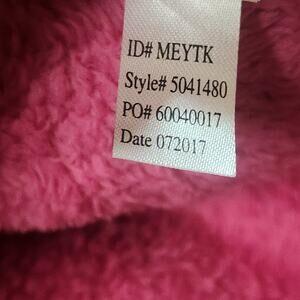 ID# MEYTK
Style# 5041480
PO# 60040017
Date 072017